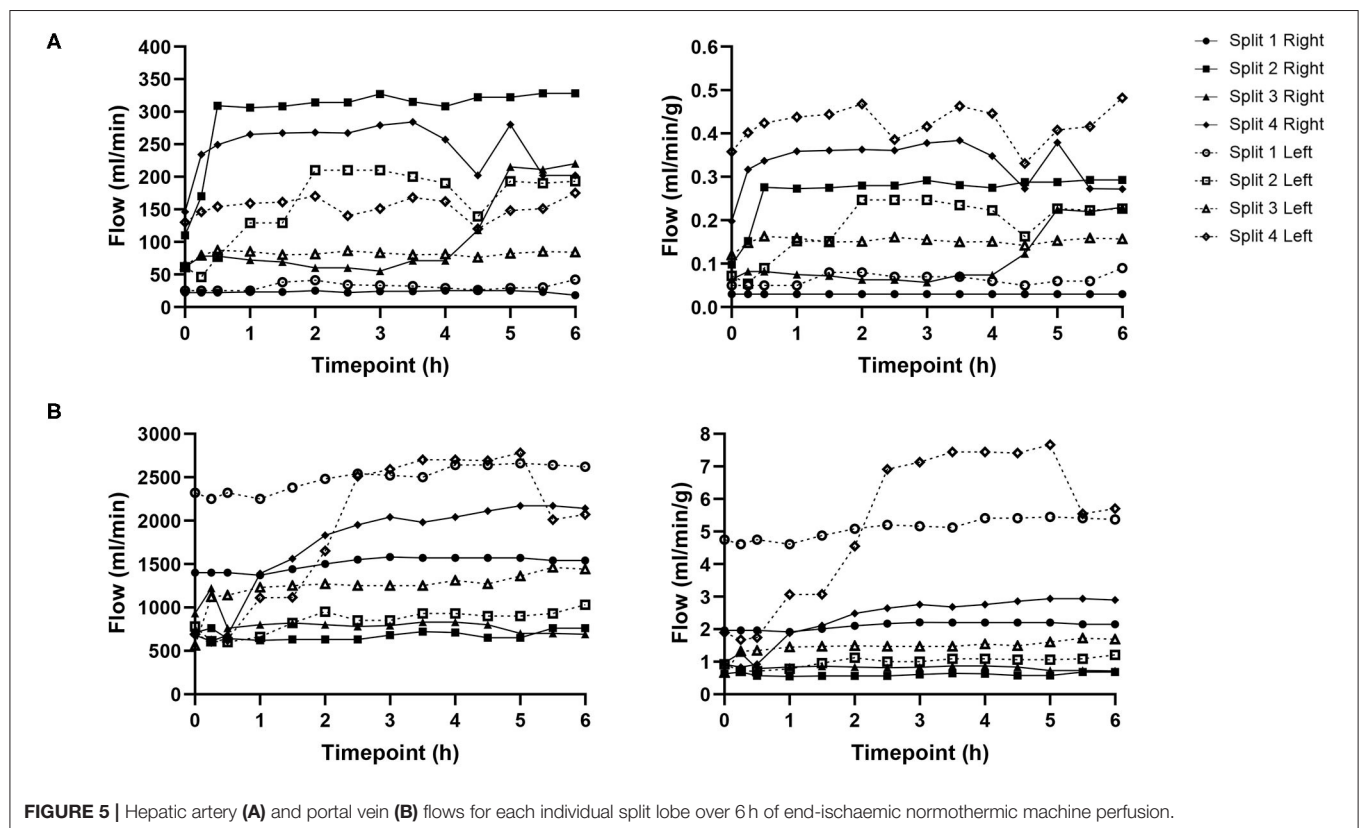 A
Flow (ml/min)
400
350
300
250
200
150
100
50
0
0 1 2 3 4 5 6
Timepoint (h)
Flow (ml/min/g)
0.6
0.5
0.4
0.3
0.2
0.1
0.0
0 1 2 3 4 5 6
Timepoint (h)
Split 1 Right
Split 2 Right
Split 3 Right
Split 4 Right
Split 1 Left
Split 2 Left
Split 3 Left
Split 4 Left
B
Flow (ml/min)
3000
2500
2000
1500
1000
500
0
0 1 2 3 4 5 6
Timepoint (h)
Flow (ml/min/g)
8
7
6
5
4
3
2
1
0
0 1 2 3 4 5 6
Timepoint (h)
FIGURE 5 | Hepatic artery (A) and portal vein (B) flows for each individual split lobe over 6 h of end-ischaemic normothermic machine perfusion.